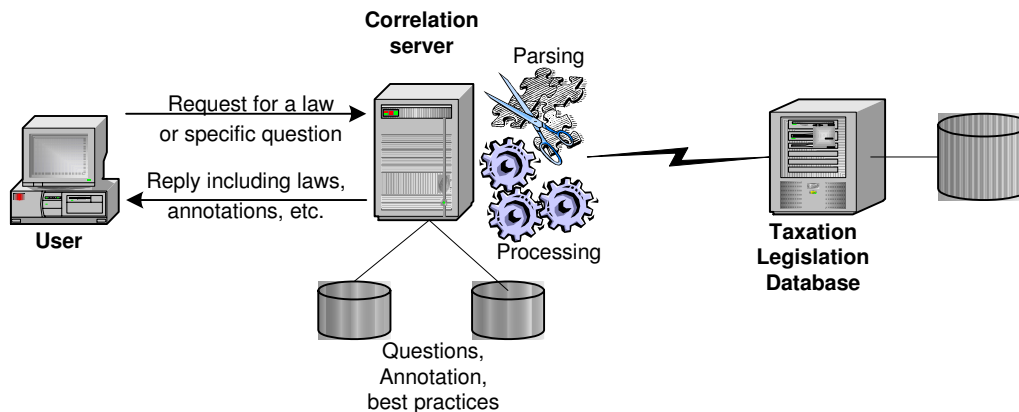 Correlation
server
Parsing
Request for a law
or specific question
Reply including laws,
annotations, etc.
User
Processing
Taxation
Legislation
Database
Questions,
Annotation,
best practices